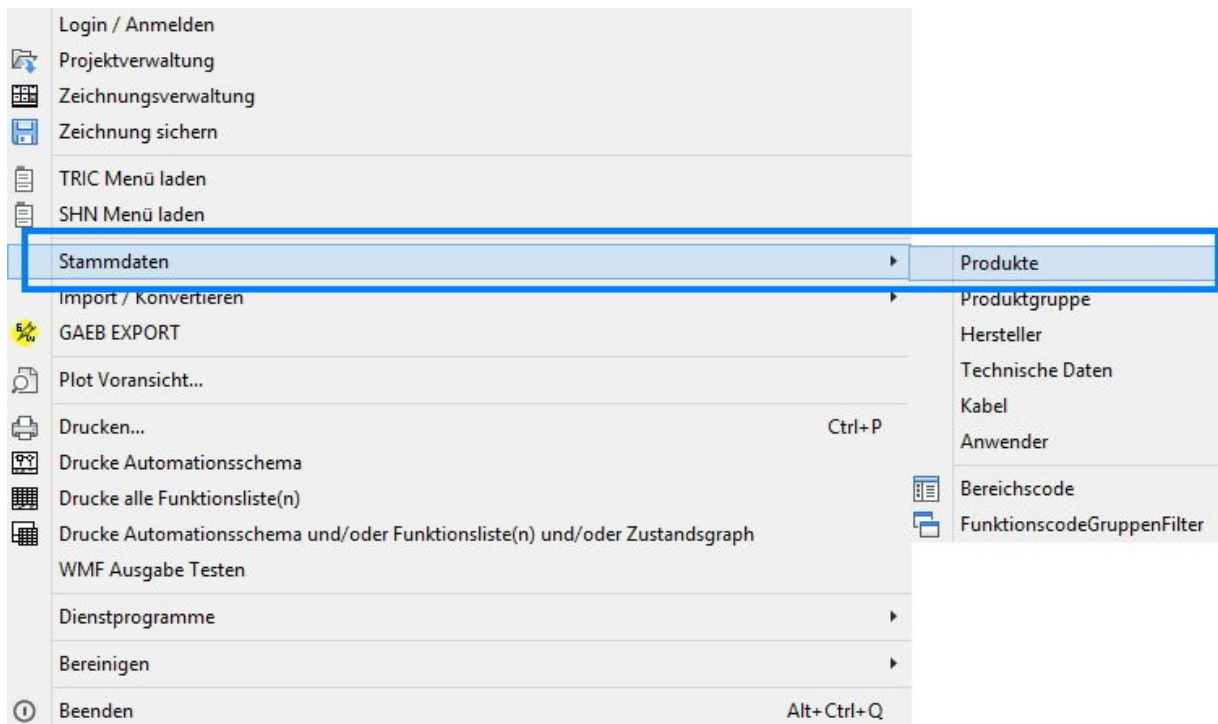 Login / Anmelden
Projektverwaltung
Zeichnungsverwaltung
Zeichnung sichern
TRIC Menü laden
SHN Menü laden
Stammdaten
Import / Konvertieren
GAEB EXPORT
Plot Voransicht...
Drucken... Ctrl+P
Drucke Automationsschema
Drucke alle Funktionsliste(n)
Drucke Automationsschema und/oder Funktionsliste(n) und/oder Zustandsgraph
WMF Ausgabe Testen
Dienstprogramme
Bereinigen
Beenden Alt+Ctrl+Q
Produkte
Produktgruppe
Hersteller
Technische Daten
Kabel
Anwender
Bereichscode
FunktionscodeGruppenFilter